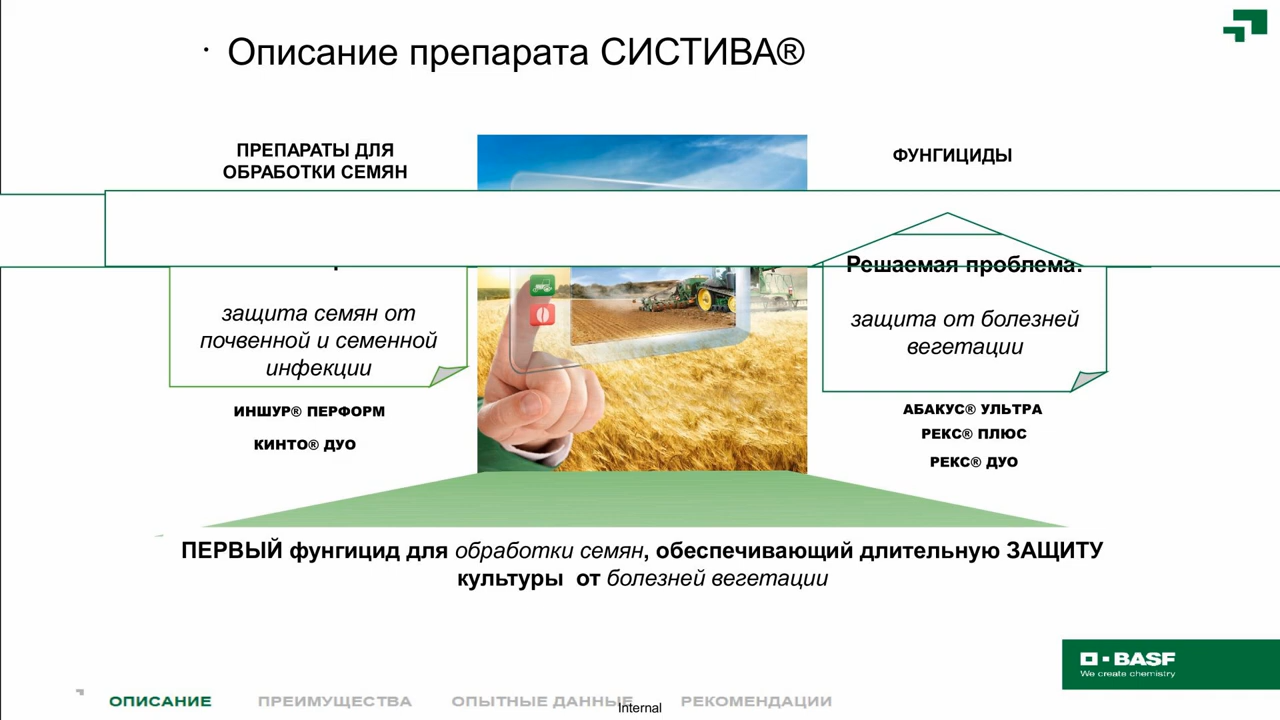 · Описание препарата СИСТИВА®
ПРЕПАРАТЫ ДЛЯ
ОБРАБОТКИ СЕМЯН
ФУНГИЦИДЫ
Решаемая проблема:
защита семян от
почвенной и семенной
инфекции
защита от болезней
вегетации
ИНШУР® ПЕРФОРМ
КИНТО® ДУО
АБАКУС® УЛЬТРА
РЕКС® ПЛЮС
РЕКС® ДУО
ПЕРВЫЙ фунгицид для обработки семян, обеспечивающий длительную ЗАЩИТУ
культуры от болезней вегетации
BASF
We create chemistry
ОПИСАНИЕ ПРЕИМУЩЕСТВА ОПЫТНЫЕ ДАННЫЕ РЕКОМЕНДАЦИИ
Internal